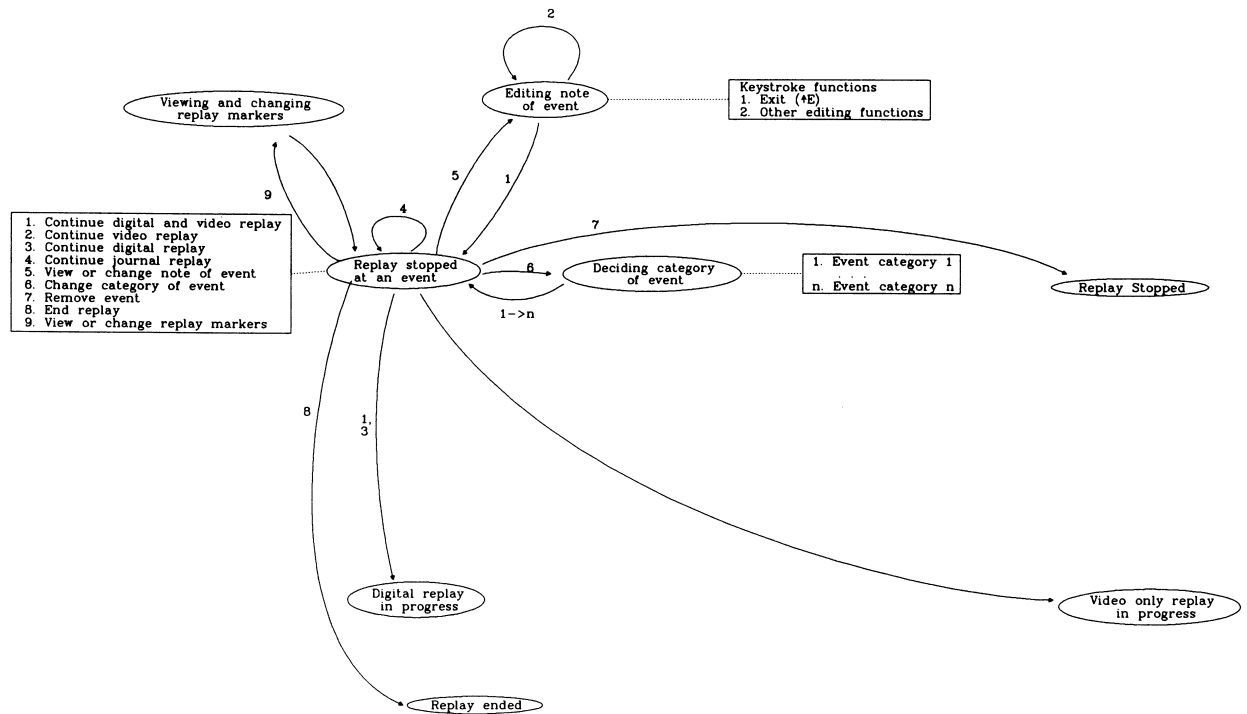 2
Editing note
of event
Keystroke functions
1. Exit (↑E)
2. Other editing functions
Viewing and changing
replay markers
5
1
9
4
7
1. Continue digital and video replay
2. Continue video replay
3. Continue digital replay
4. Continue journal replay
5. View or change note of event
6. Change category of event
7. Remove event
8. End replay
9. View or change replay markers
Replay stopped
at an event
6
1->n
Deciding category
of event
1. Event category 1
. . .
n. Event category n
Replay Stopped
8
1,
3
Digital replay
in progress
Video only replay
in progress
Replay ended